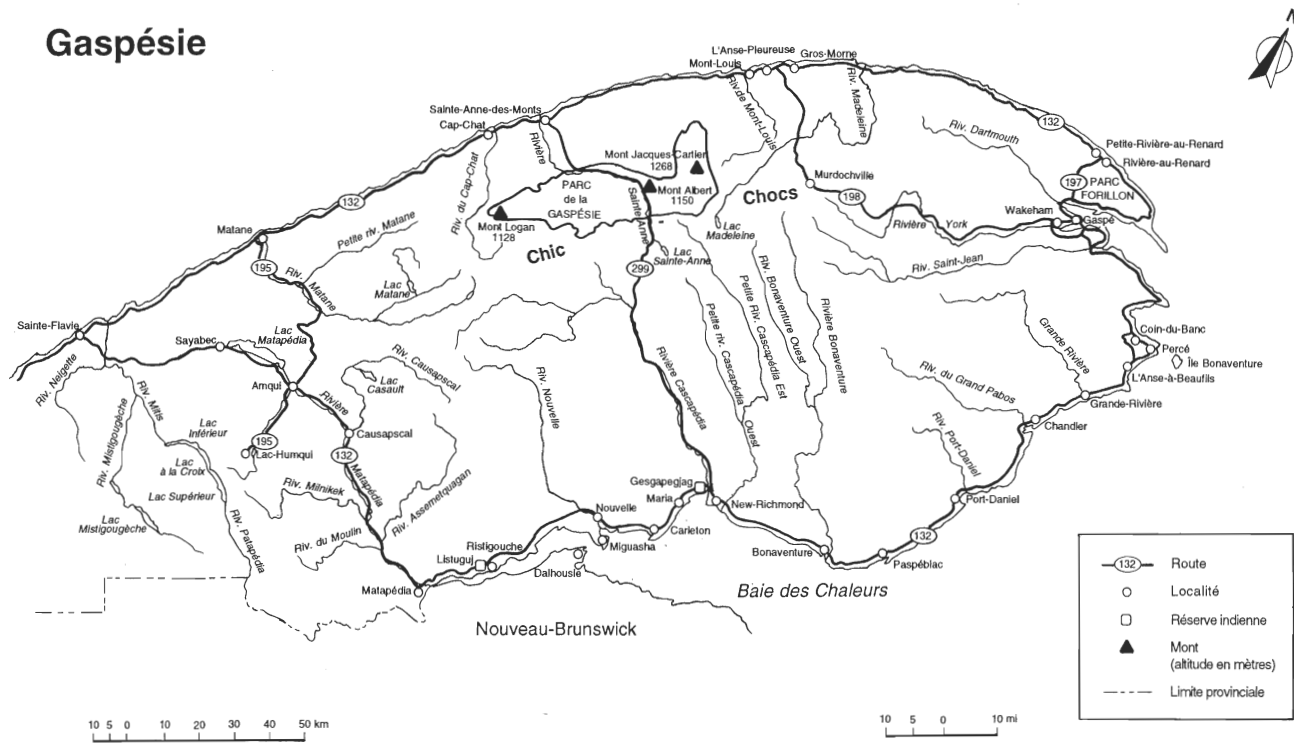 Gaspésie
N
L'Anse-Pleureuse
Gros-Morne
Mont-Louis
Riv. Madeleine
Riv. de Mont-Louis
Sainte-Anne-des-Monts
Cap-Chat
Rivière
Sainte-Anne
132
Riv. Dartmouth
Petite-Rivière-au-Renard
Rivière-au-Renard
Mont Jacques-Cartier
1268
Mont Albert
1150
PARC
de la
GASPÉSIE
Mont Logan
1128
Riv. du Cap-Chat
Chic
Chocs
Murdochville
198
197
PARC
FORILLON
Wakeham
Gaspé
Rivière York
Lac
Madeleine
Lac
Sainte-Anne
299
132
Matane
195
Petite riv. Matane
Riv. Matane
Lac
Matane
Riv. Saint-Jean
Sainte-Flavie
Sayabec
Lac
Matapédia
Riv. Neigette
Amqui
Riv. Causapscal
Lac
Casault
Rivière
Matapédia
Causapscal
132
195
Lac-Humqui
Riv. Mitis
Riv. Mistigougèche
Lac
Inférieur
Lac
à la Croix
Lac Supérieur
Lac
Mistigougèche
Riv. Patapédia
Riv. Milnikek
Riv. du Moulin
Riv. Assemetquagan
Riv. Nouvelle
Rivière Cascapédia
Petite riv. Cascapédia Ouest
Petite Riv. Cascapédia Est
Riv. Bonaventure Ouest
Rivière Bonaventure
Grande Rivière
Riv. du Grand Pabos
Riv. Port-Daniel
Coin-du-Banc
Percé
Île Bonaventure
L'Anse-à-Beaufils
Grande-Rivière
Chandler
Port-Daniel
132
Gesgapegjag
Maria
New-Richmond
Nouvelle
Carleton
Miguasha
Bonaventure
Paspéblac
Ristigouche
Listuguj
Matapédia
Dalhousie
Baie des Chaleurs
Nouveau-Brunswick
132 Route
Localité
Réserve indienne
Mont
(altitude en mètres)
Limite provinciale
10 5 0 10 20 30 40 50 km
10 5 0 10 mi